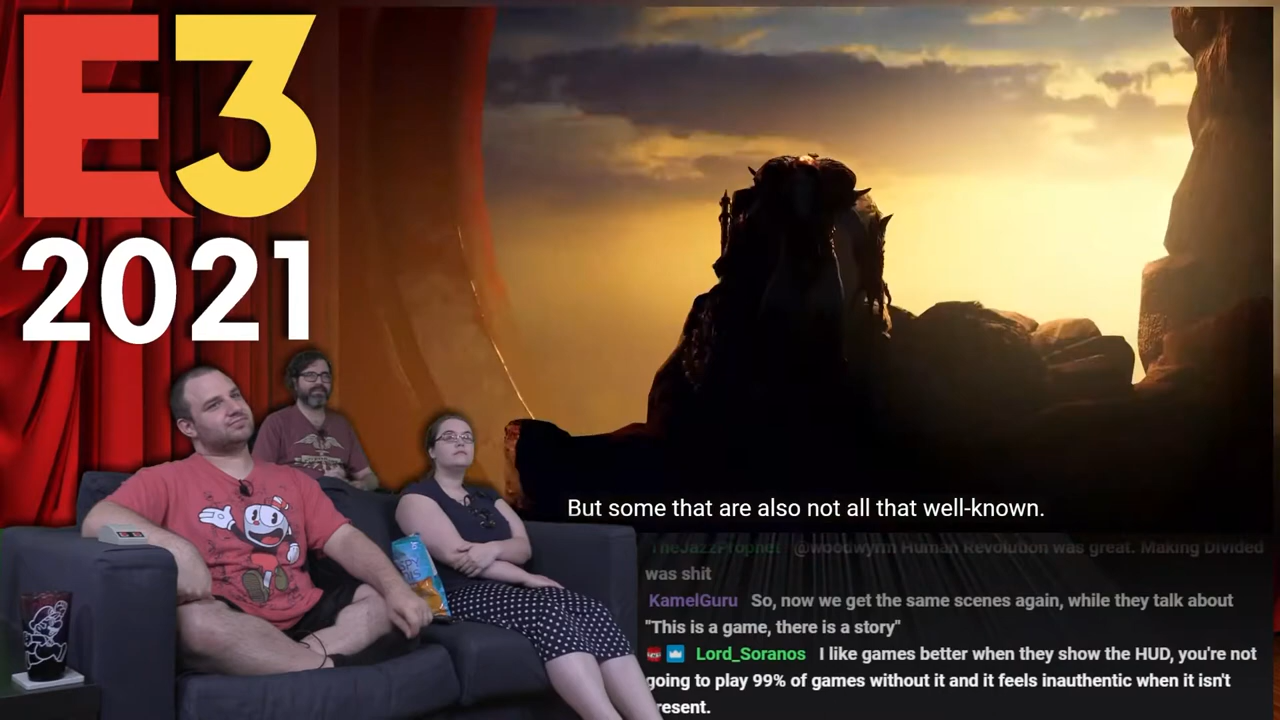 E3
2021
But some that are also not all that well-known.
TheJazzProphet @woodwyrm Human Revolution was great. Making Divided
was shit
KamelGuru So, now we get the same scenes again, while they talk about
"This is a game, there is a story"
Lord_Soranos I like games better when they show the HUD, you're not
going to play 99% of games without it and it feels inauthentic when it isn't
resent.